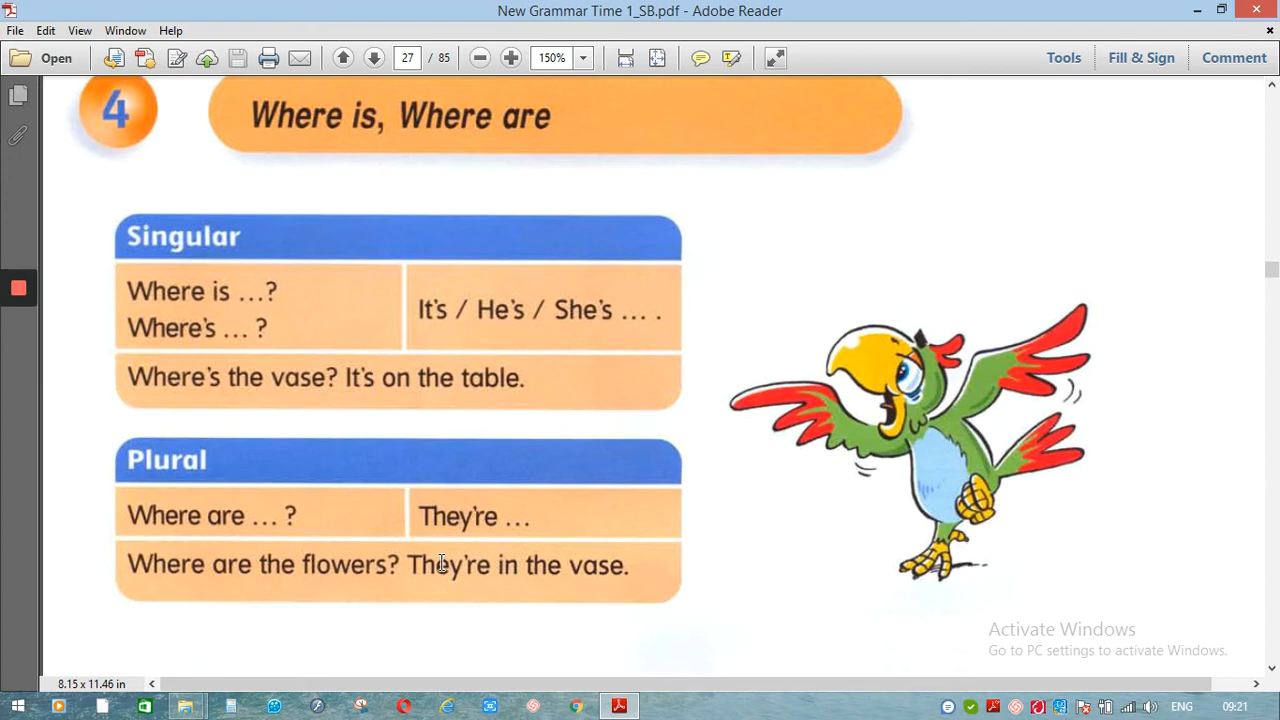 New Grammar Time 1_SB.pdf - Adobe Reader
File Edit View Window Help
Open 27 / 85 150% Tools Fill & Sign Comment
4 Where is, Where are
Singular
Where is ...?
Where's ... ?
It's / He's / She's ... .
Where's the vase? It's on the table.
Plural
Where are ... ?
They're ...
Where are the flowers? They're in the vase.
Activate Windows
Go to PC settings to activate Windows.
8.15 x 11.46 in
ENG 09:21